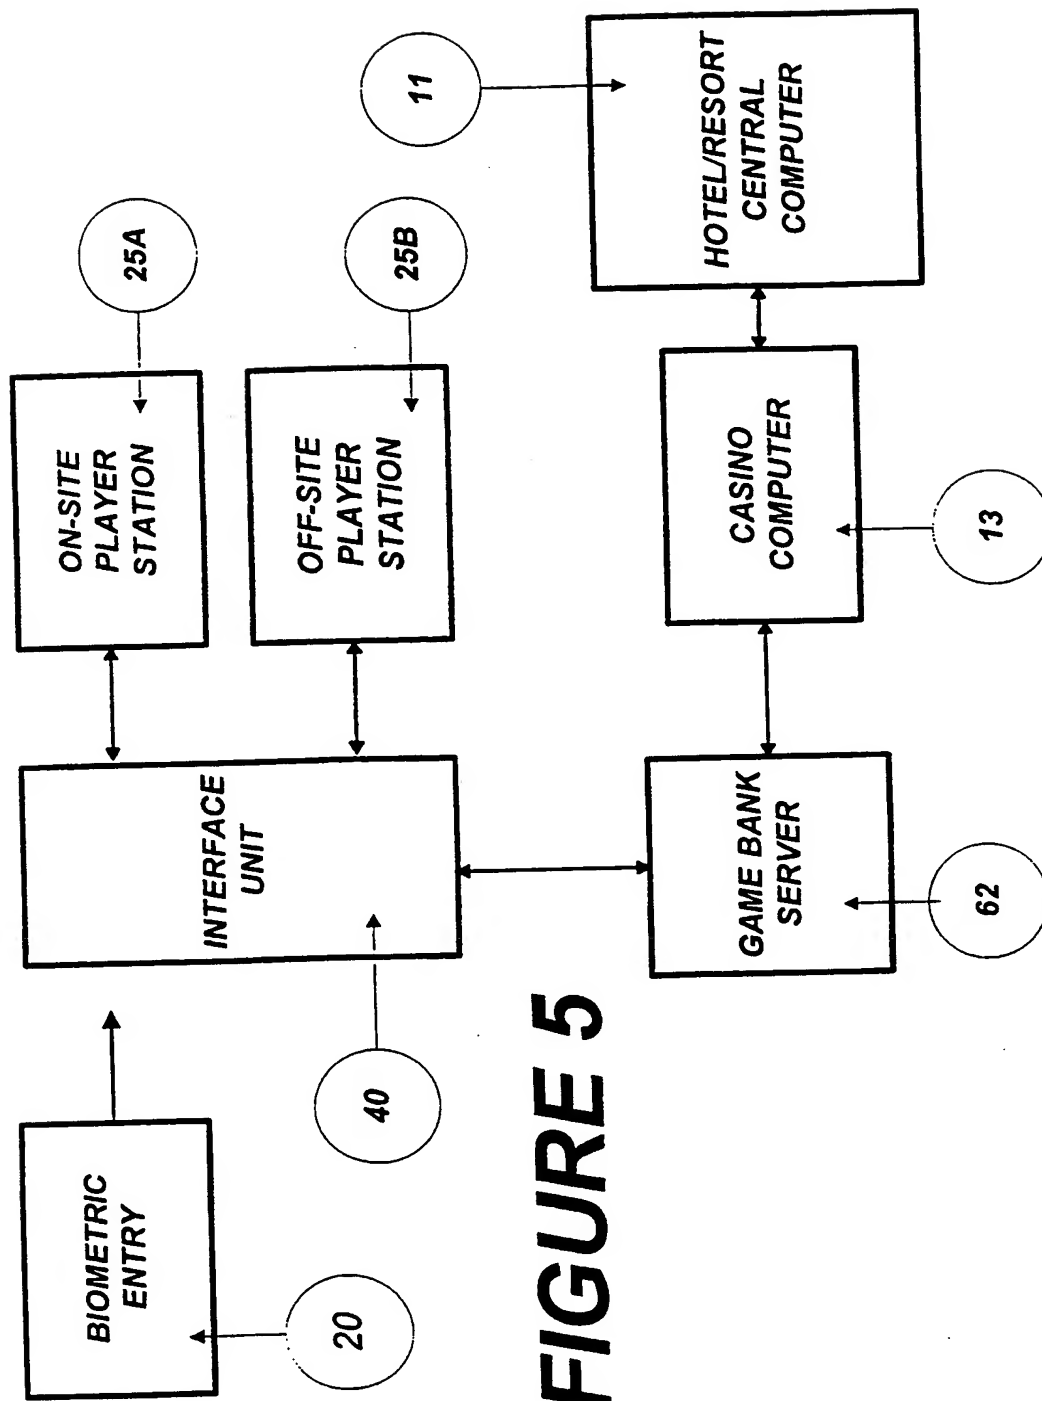 BIOMETRIC
ENTRY
20
INTERFACE
UNIT
40
ON-SITE
PLAYER
STATION
25A
OFF-SITE
PLAYER
STATION
25B
GAME BANK
SERVER
62
CASINO
COMPUTER
13
HOTEL/RESORT
CENTRAL
COMPUTER
11
FIGURE 5